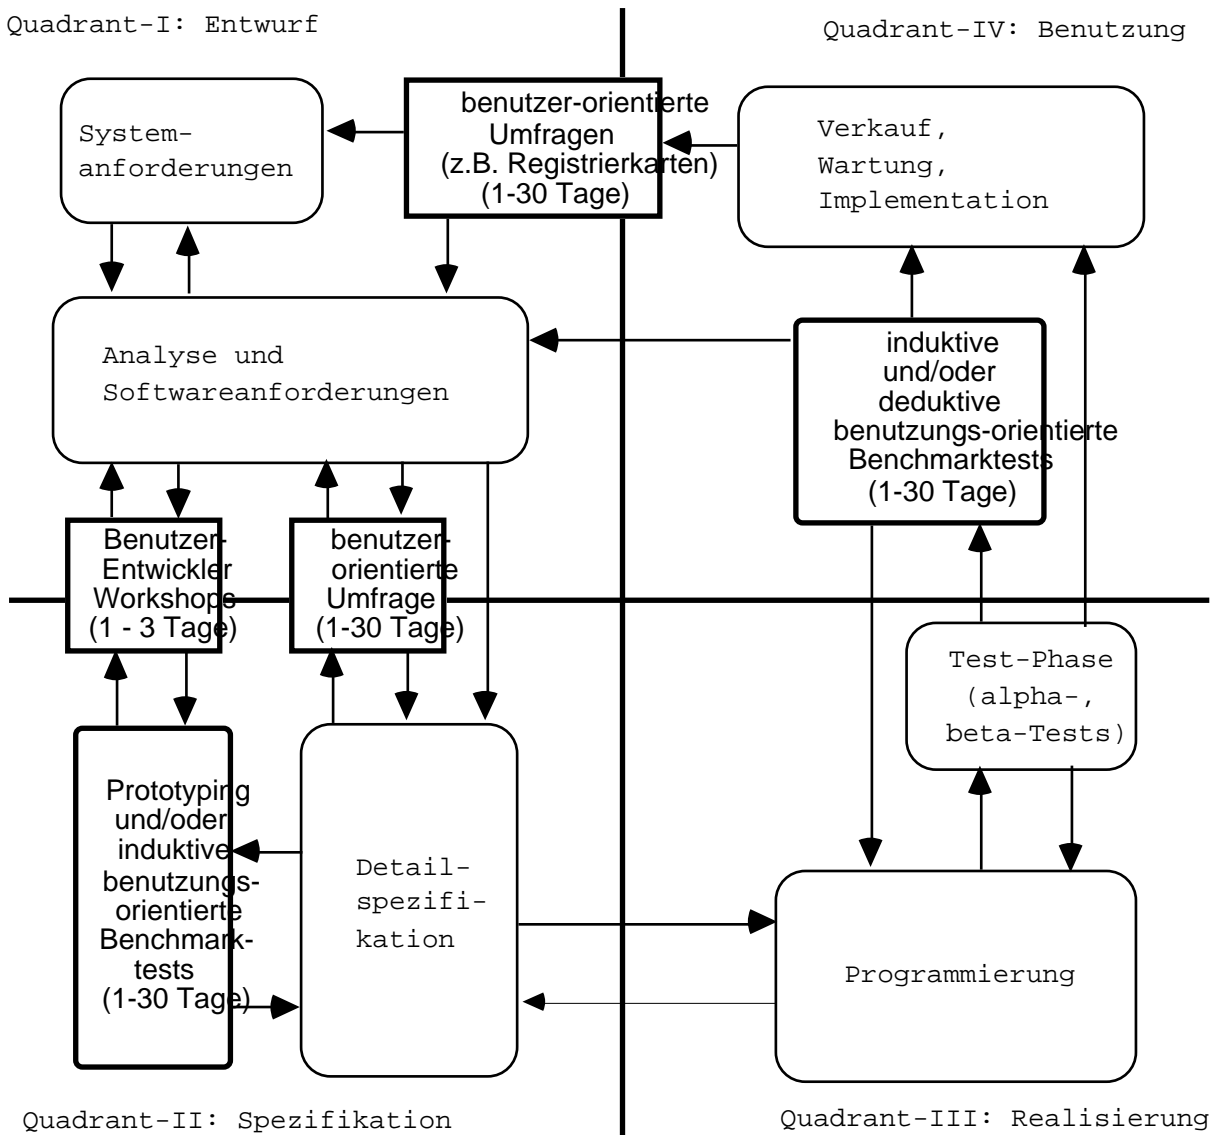 Quadrant-I: Entwurf
Quadrant-IV: Benutzung
System-
anforderungen
benutzer-orientierte
Umfragen
(z.B. Registrierkarten)
(1-30 Tage)
Verkauf,
Wartung,
Implementation
Analyse und
Softwareanforderungen
induktive
und/oder
deduktive
benutzungs-orientierte
Benchmarktests
(1-30 Tage)
Benutzer-
Entwickler
Workshops
(1 - 3 Tage)
benutzer-
orientierte
Umfrage
(1-30 Tage)
Test-Phase
(alpha-,
beta-Tests)
Prototyping
und/oder
induktive
benutzungs-
orientierte
Benchmark-
tests
(1-30 Tage)
Detail-
spezifi-
kation
Programmierung
Quadrant-II: Spezifikation
Quadrant-III: Realisierung